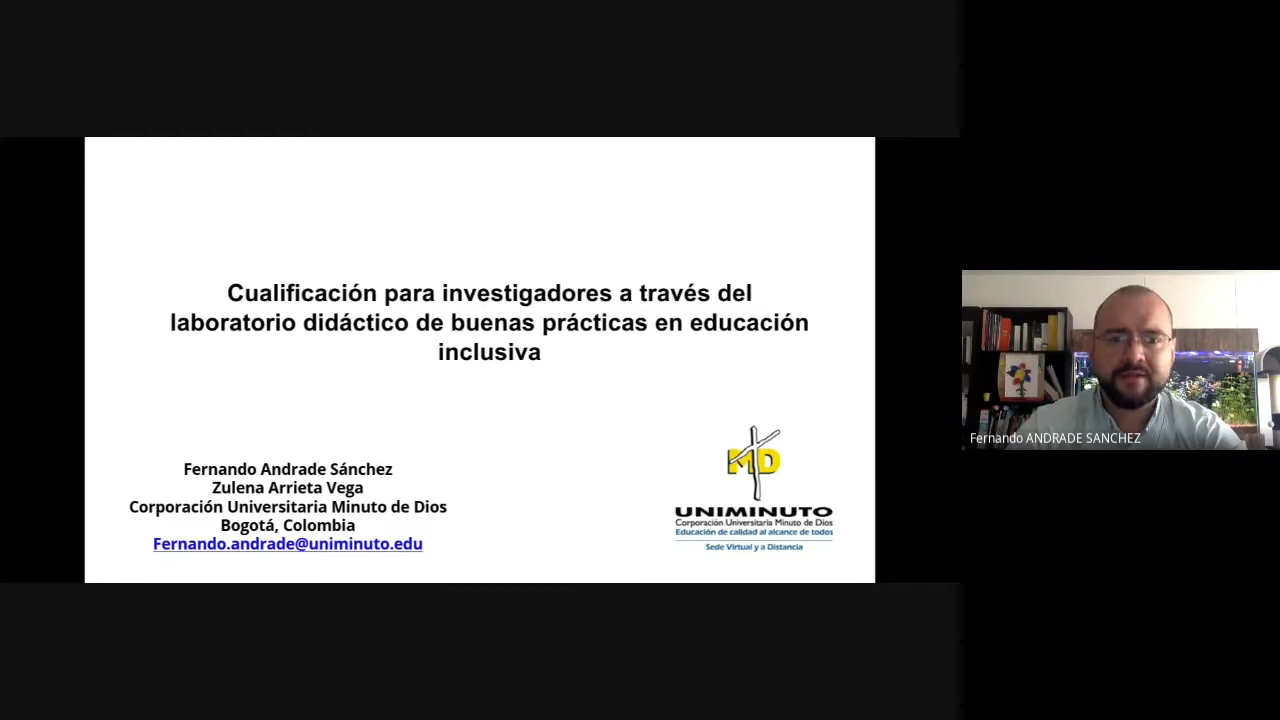 Cualificación para investigadores a través del
laboratorio didáctico de buenas prácticas en educación
inclusiva
Fernando Andrade Sánchez
Zulena Arrieta Vega
Corporación Universitaria Minuto de Dios
Bogotá, Colombia
Fernando.andrade@uniminuto.edu
MD
UNIMINUTO
Corporación Universitaria Minuto de Dios
Educación de calidad al alcance de todos
Sede Virtual y a Distancia
Fernando ANDRADE SANCHEZ